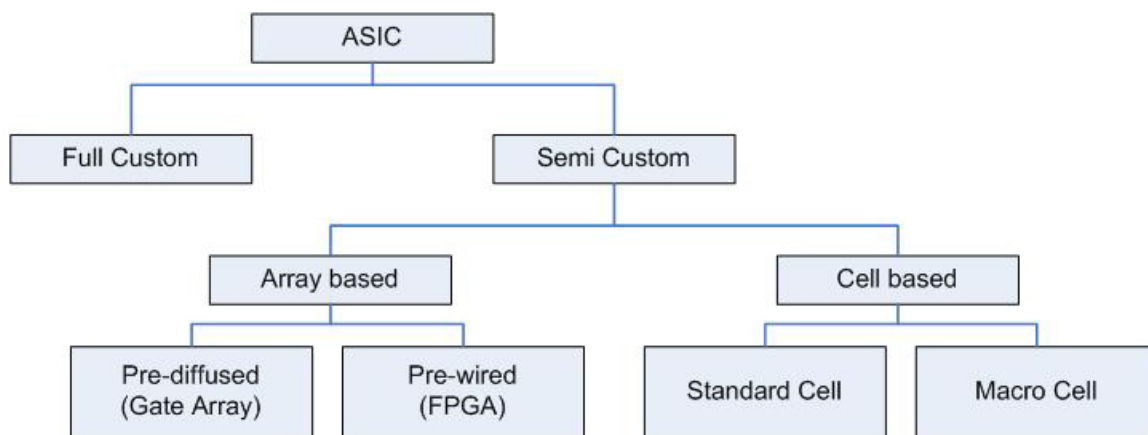 ASIC
Full Custom
Semi Custom
Array based
Cell based
Pre-diffused
(Gate Array)
Pre-wired
(FPGA)
Standard Cell
Macro Cell